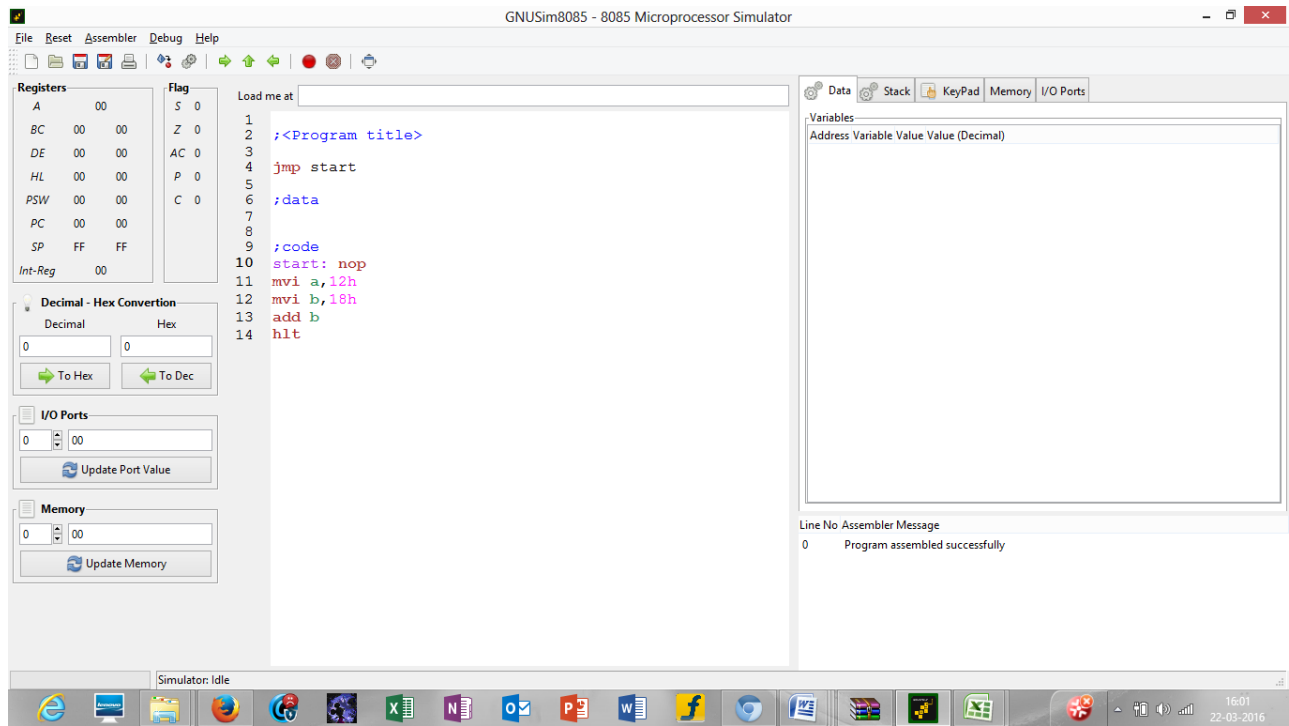 GNUSim8085 - 8085 Microprocessor Simulator
File Reset Assembler Debug Help
Registers
A 00
BC 00 00
DE 00 00
HL 00 00
PSW 00 00
PC 00 00
SP FF FF
Int-Reg 00
Flag
S 0
Z 0
AC 0
P 0
C 0
Decimal - Hex Convertion
Decimal Hex
0 0
To Hex To Dec
I/O Ports
0 00
Update Port Value
Memory
0 00
Update Memory
Load me at
1
2 ;<Program title>
3
4 jmp start
5
6 ;data
7
8
9 ;code
10 start: nop
11 mvi a,12h
12 mvi b,18h
13 add b
14 hlt
Data Stack KeyPad Memory I/O Ports
Variables
Address Variable Value Value (Decimal)
Line No Assembler Message
0 Program assembled successfully
Simulator: Idle
16:01
22-03-2016